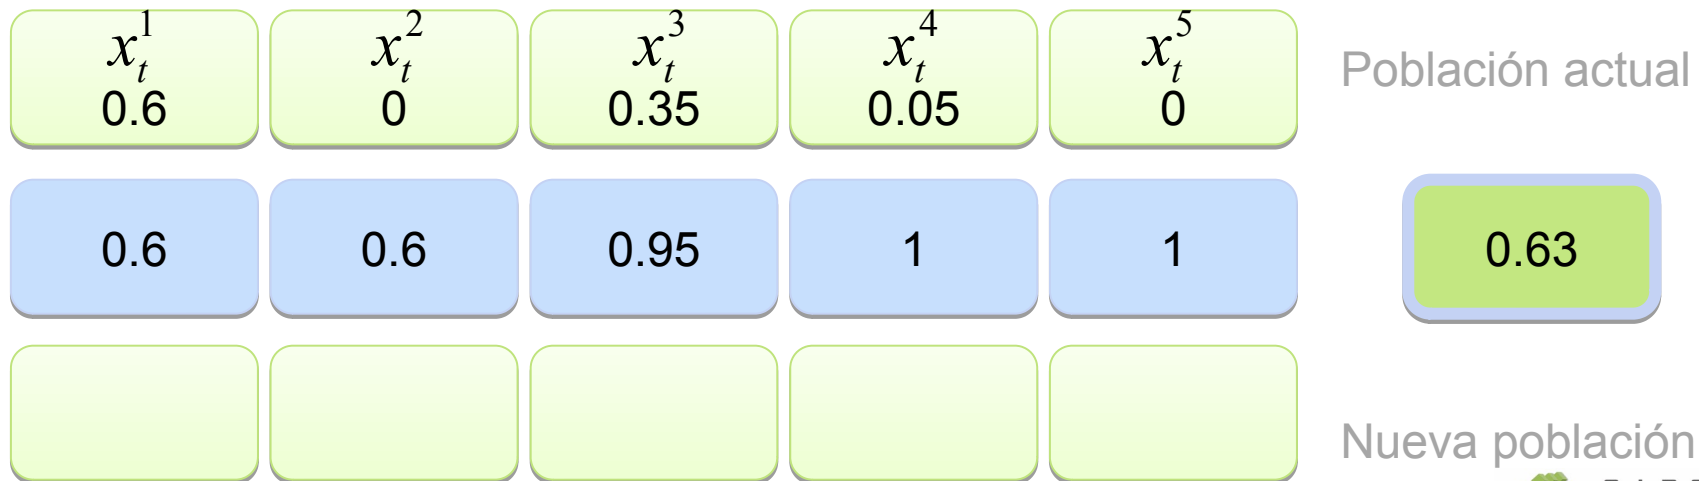 x_t^1 x_t^2 x_t^3 x_t^4 x_t^5
0.6 0 0.35 0.05 0
Población actual
0.6 0.6 0.95 1 1 0.63
Nueva población